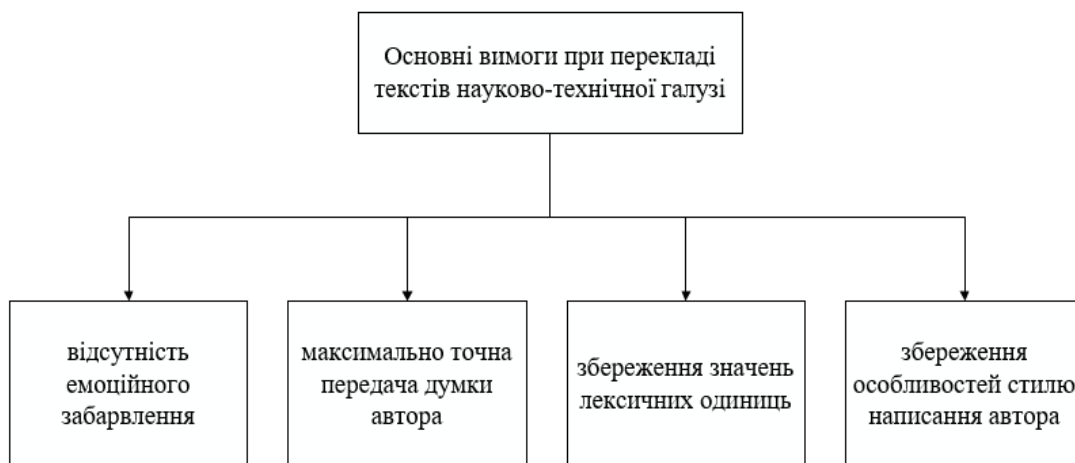 Основні вимоги при перекладі
текстів науково-технічної галузі
відсутність
емоційного
забарвлення
максимально точна
передача думки
автора
збереження значень
лексичних одиниць
збереження
особливостей стилю
написання автора